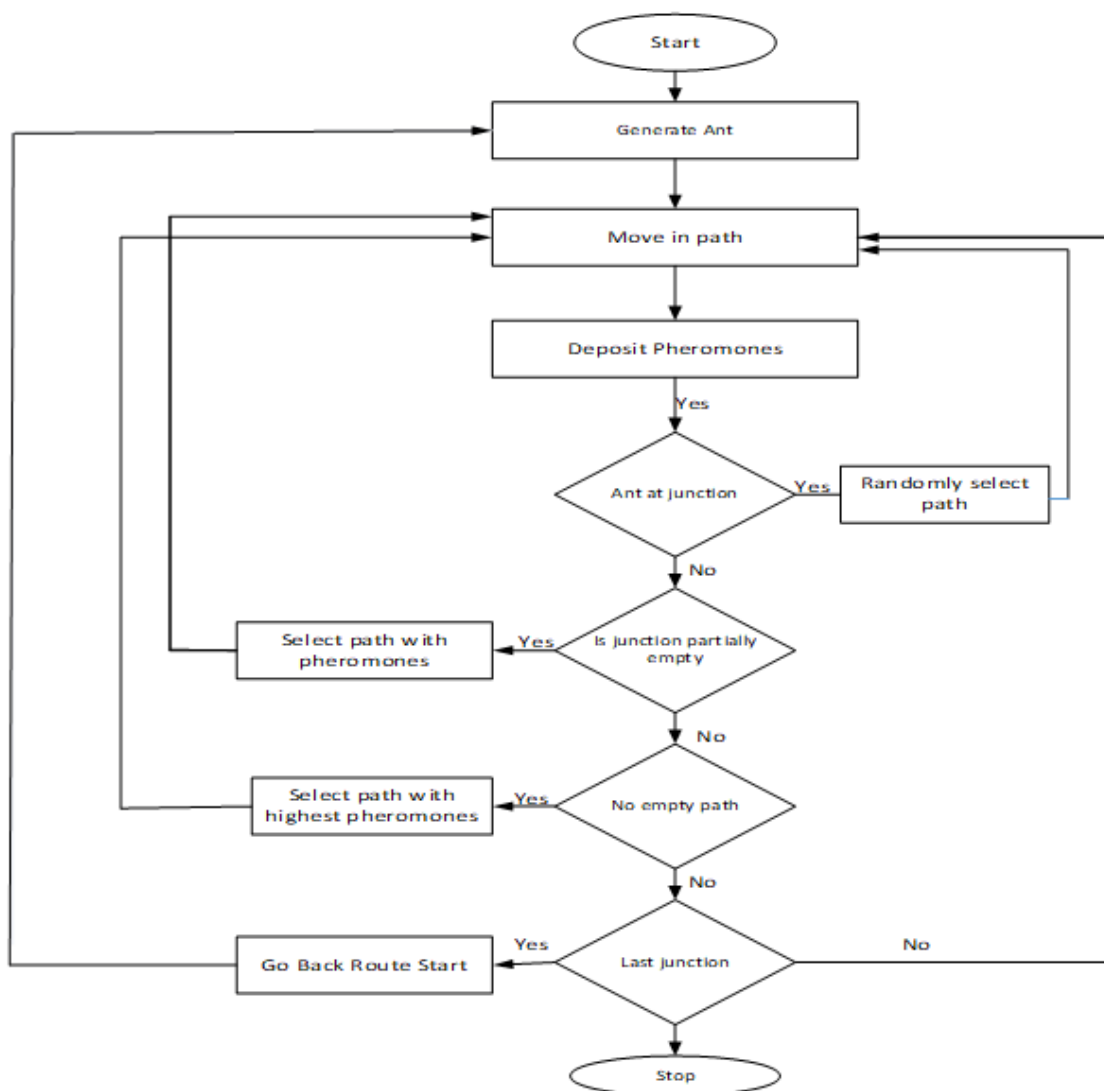 Start
Generate Ant
Move in path
Deposit Pheromones
Yes
Ant at junction
Yes
Randomly select
path
No
Is junction partially
empty
Yes
Select path with
pheromones
No
No empty path
Yes
Select path with
highest pheromones
No
Last junction
Yes
Go Back Route Start
No
Stop